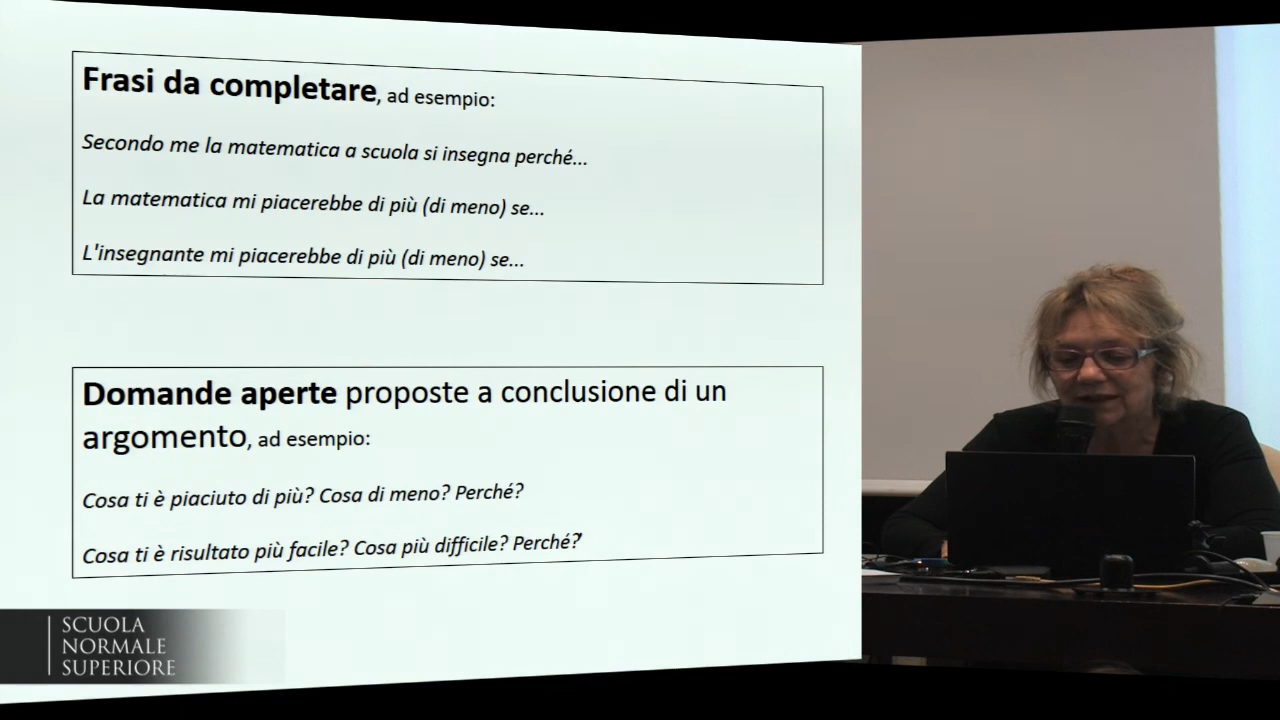 Frasi da completare, ad esempio:
Secondo me la matematica a scuola si insegna perché...
La matematica mi piacerebbe di più (di meno) se...
L'insegnante mi piacerebbe di più (di meno) se...
Domande aperte proposte a conclusione di un
argomento, ad esempio:
Cosa ti è piaciuto di più? Cosa di meno? Perché?
Cosa ti è risultato più facile? Cosa più difficile? Perché?
SCUOLA
NORMALE
SUPERIORE